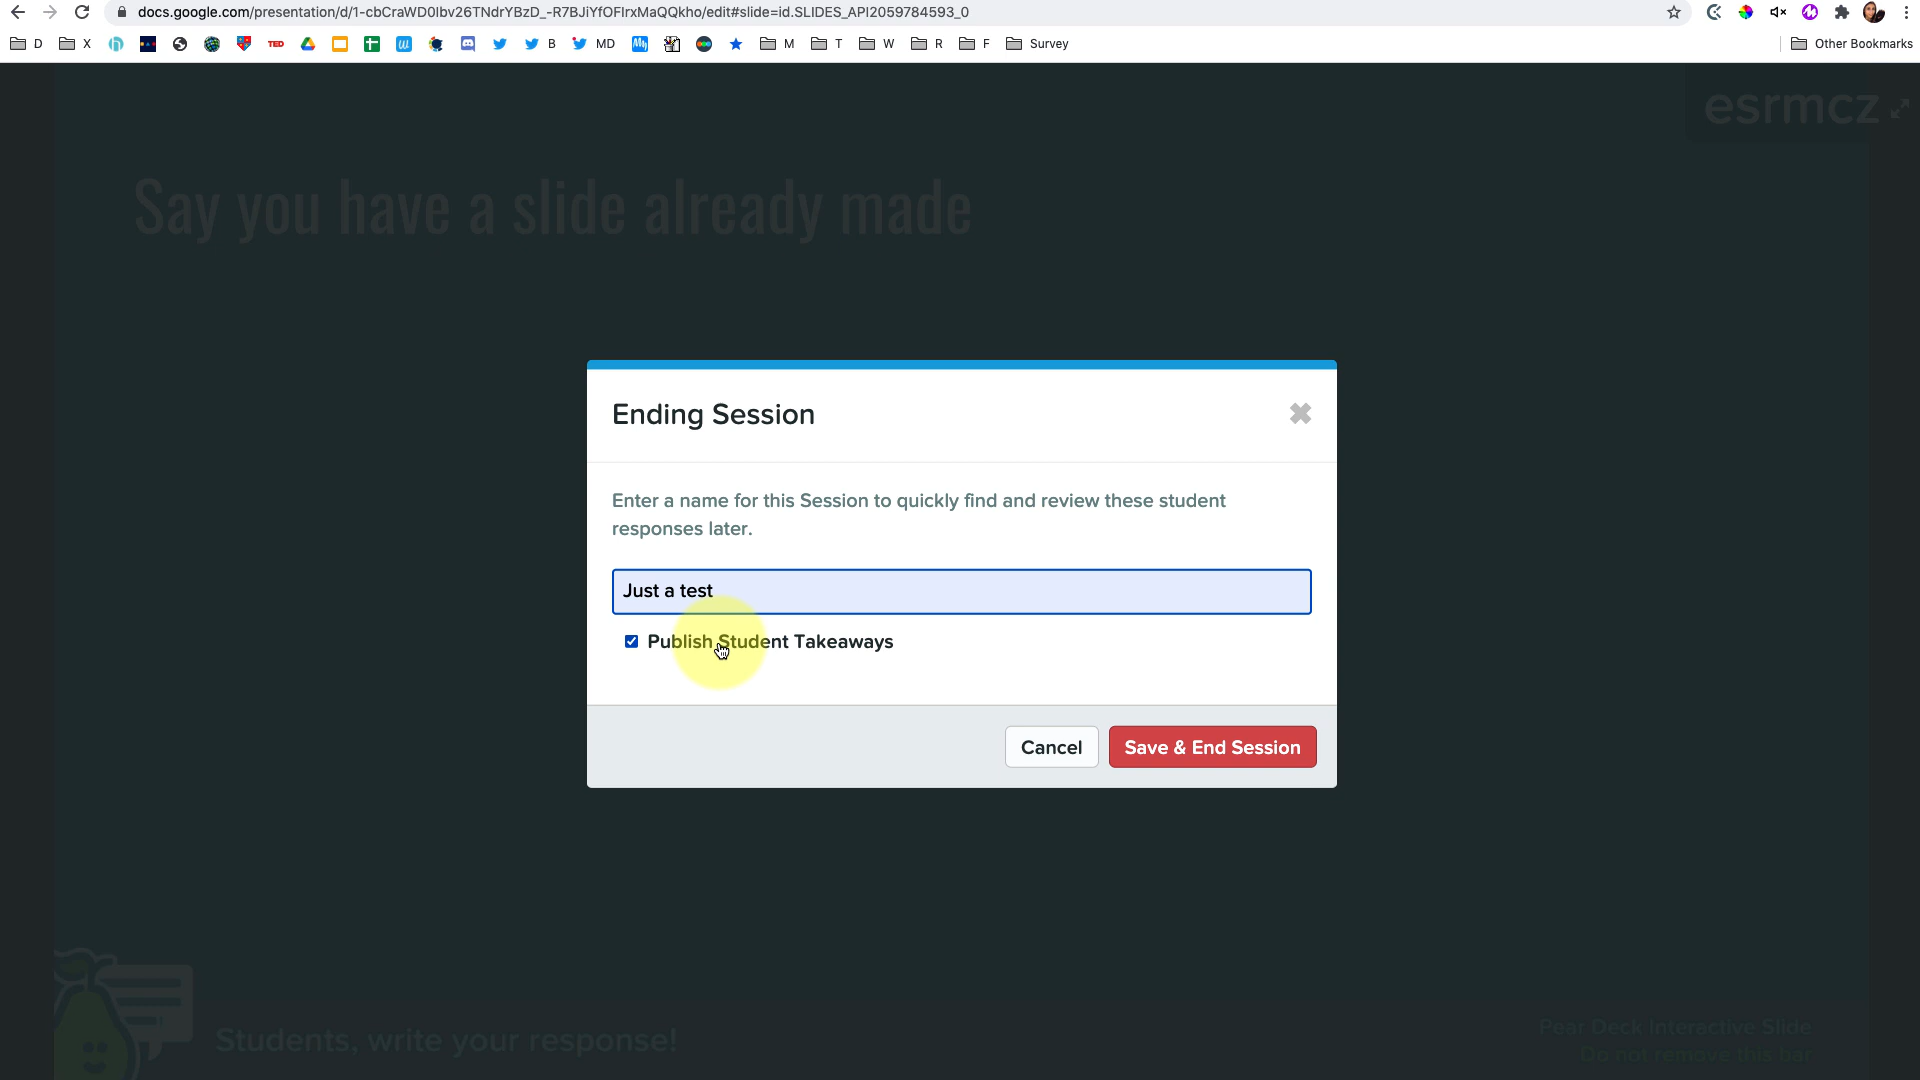 docs.google.com/presentation/d/1-cbCraWD0lbv26TNdrYBzD_-R7BJiYfOFlrxMaQQkho/edit#slide=id.SLIDES_API2059784593_0
D X TED B MD M T W R F Survey Other Bookmarks
esrmcz
Say you have a slide already made
Ending Session
Enter a name for this Session to quickly find and review these student
responses later.
Just a test
Publish Student Takeaways
Cancel Save & End Session
Students, write your response!
Pear Deck Interactive Slide
Do not remove this bar